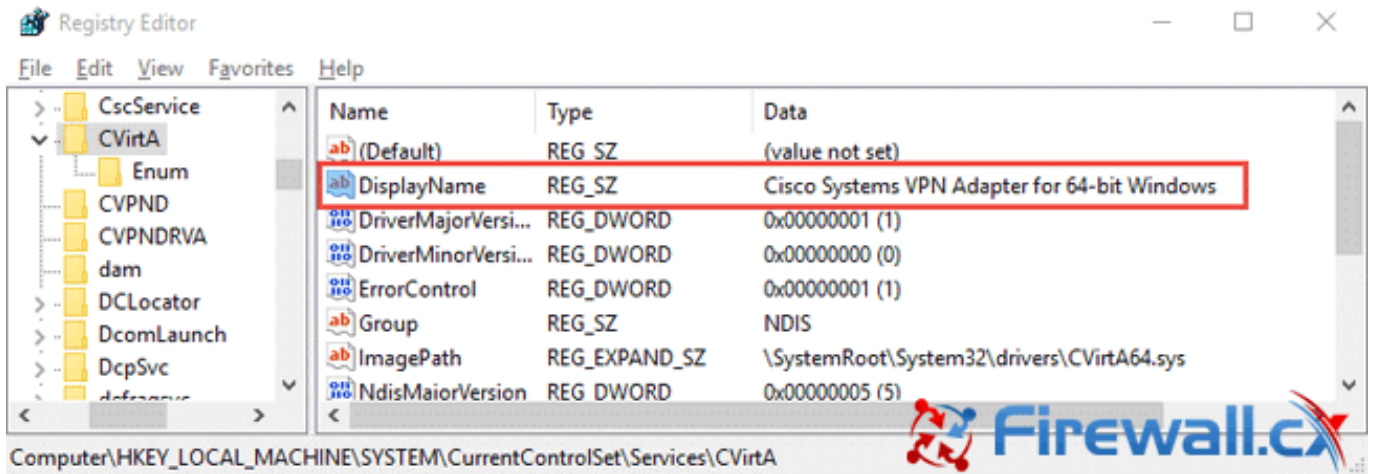 Registry Editor
File Edit View Favorites Help
CscService
CVirtA
Enum
CVPND
CVPNDRVA
dam
DCLocator
DcomLaunch
DcpSvc
defragsvc
Name Type Data
(Default) REG_SZ (value not set)
DisplayName REG_SZ Cisco Systems VPN Adapter for 64-bit Windows
DriverMajorVersi... REG_DWORD 0x00000001 (1)
DriverMinorVersi... REG_DWORD 0x00000000 (0)
ErrorControl REG_DWORD 0x00000001 (1)
Group REG_SZ NDIS
ImagePath REG_EXPAND_SZ \SystemRoot\System32\drivers\CVirtA64.sys
NdisMajorVersion REG_DWORD 0x00000005 (5)
Firewall.cx
Computer\HKEY_LOCAL_MACHINE\SYSTEM\CurrentControlSet\Services\CVirtA